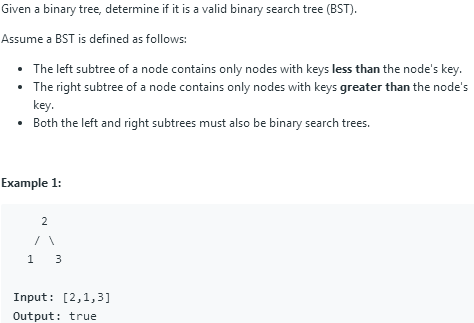 Given a binary tree, determine if it is a valid binary search tree (BST).
Assume a BST is defined as follows:
• The left subtree of a node contains only nodes with keys less than the node's key.
• The right subtree of a node contains only nodes with keys greater than the node's
key.
• Both the left and right subtrees must also be binary search trees.
Example 1:
2
/ \
1 3
Input: [2,1,3]
Output: true